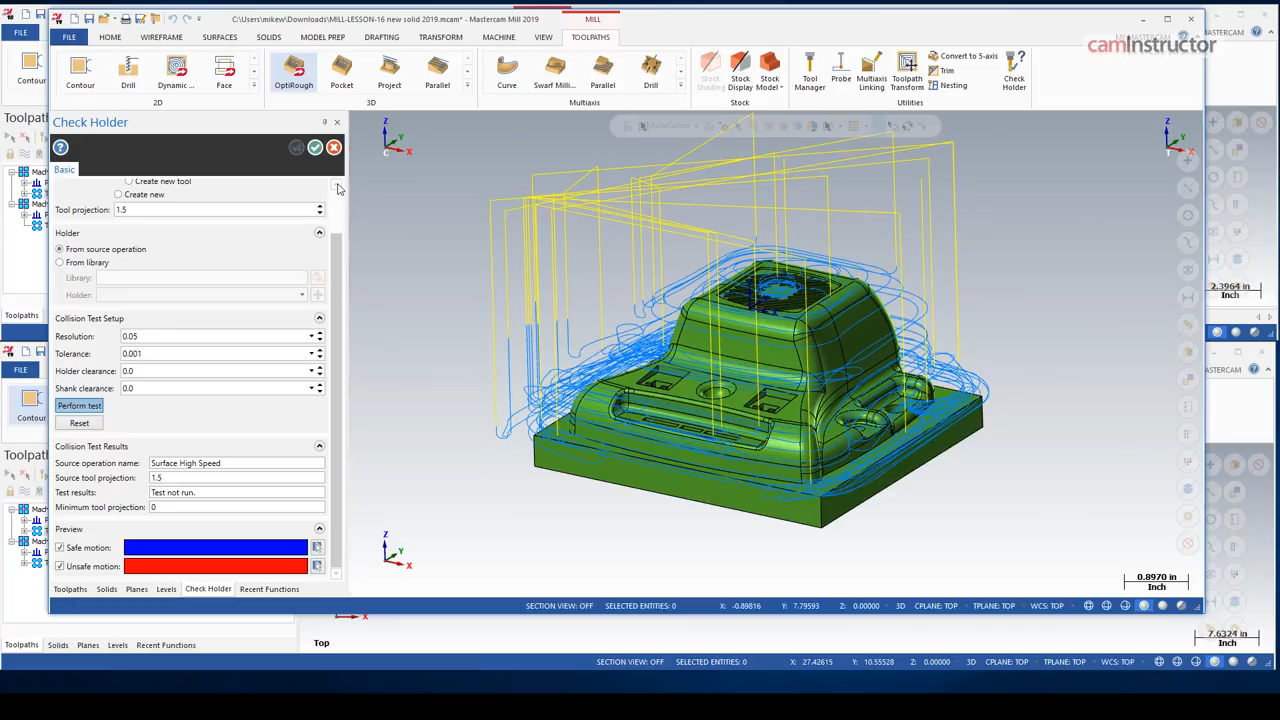 C:\Users\mikew\Downloads\MILL-LESSON-16 new solid 2019.mcam* - Mastercam Mill 2019
MILL
camInstructor
FILE
HOME
WIREFRAME
SURFACES
SOLIDS
MODEL PREP
DRAFTING
TRANSFORM
MACHINE
VIEW
TOOLPATHS
FILE
Contour
Contour
Drill
Dynamic ...
Face
OptiRough
Pocket
Project
Parallel
Curve
Swarf Milli...
Parallel
Drill
Stock Shading
Stock Display
Stock Model
Tool Manager
Probe
Multiaxis Linking
Toolpath Transform
Convert to 5-axis
Trim
Nesting
Check Holder
2D
3D
Multiaxis
Stock
Utilities
Toolpaths
Check Holder
Basic
Create new tool
Create new
Tool projection: 1.5
Holder
From source operation
From library
Library:
Holder:
Collision Test Setup
Resolution: 0.05
Tolerance: 0.001
Holder clearance: 0.0
Shank clearance: 0.0
Perform test
Reset
Collision Test Results
Source operation name: Surface High Speed
Source tool projection: 1.5
Test results: Test not run.
Minimum tool projection: 0
Preview
Safe motion:
Unsafe motion:
Toolpaths Solids Planes Levels Check Holder Recent Functions
AutoCursor
Z
Y
X
C
Z
Y
X
T
Z
Y
X
0.8970 in
Inch
2.3964 in
Inch
SECTION VIEW: OFF SELECTED ENTITIES: 0 X: -0.89816 Y: 7.79593 Z: 0.00000 3D CPLANE: TOP TPLANE: TOP WCS: TOP
Toolpaths
FILE
MASTERCAM
Contour
Toolpaths
X
Top
7.6324 in
Inch
Toolpaths Solids Planes Levels Recent Functions
SECTION VIEW: OFF SELECTED ENTITIES: 0 X: 27.42615 Y: 10.55528 Z: 0.00000 3D CPLANE: TOP TPLANE: TOP WCS: TOP